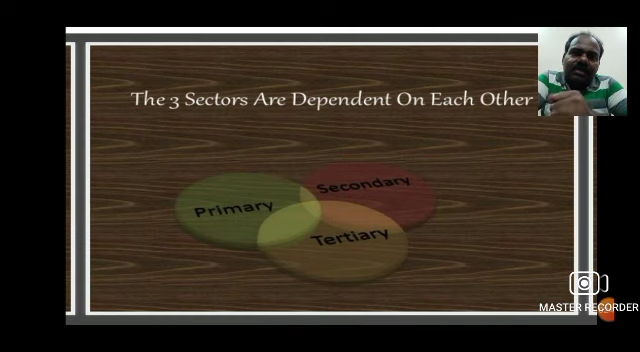 The 3 Sectors Are Dependent On Each Other
Secondary
Primary
Tertiary
MASTER RECORDER